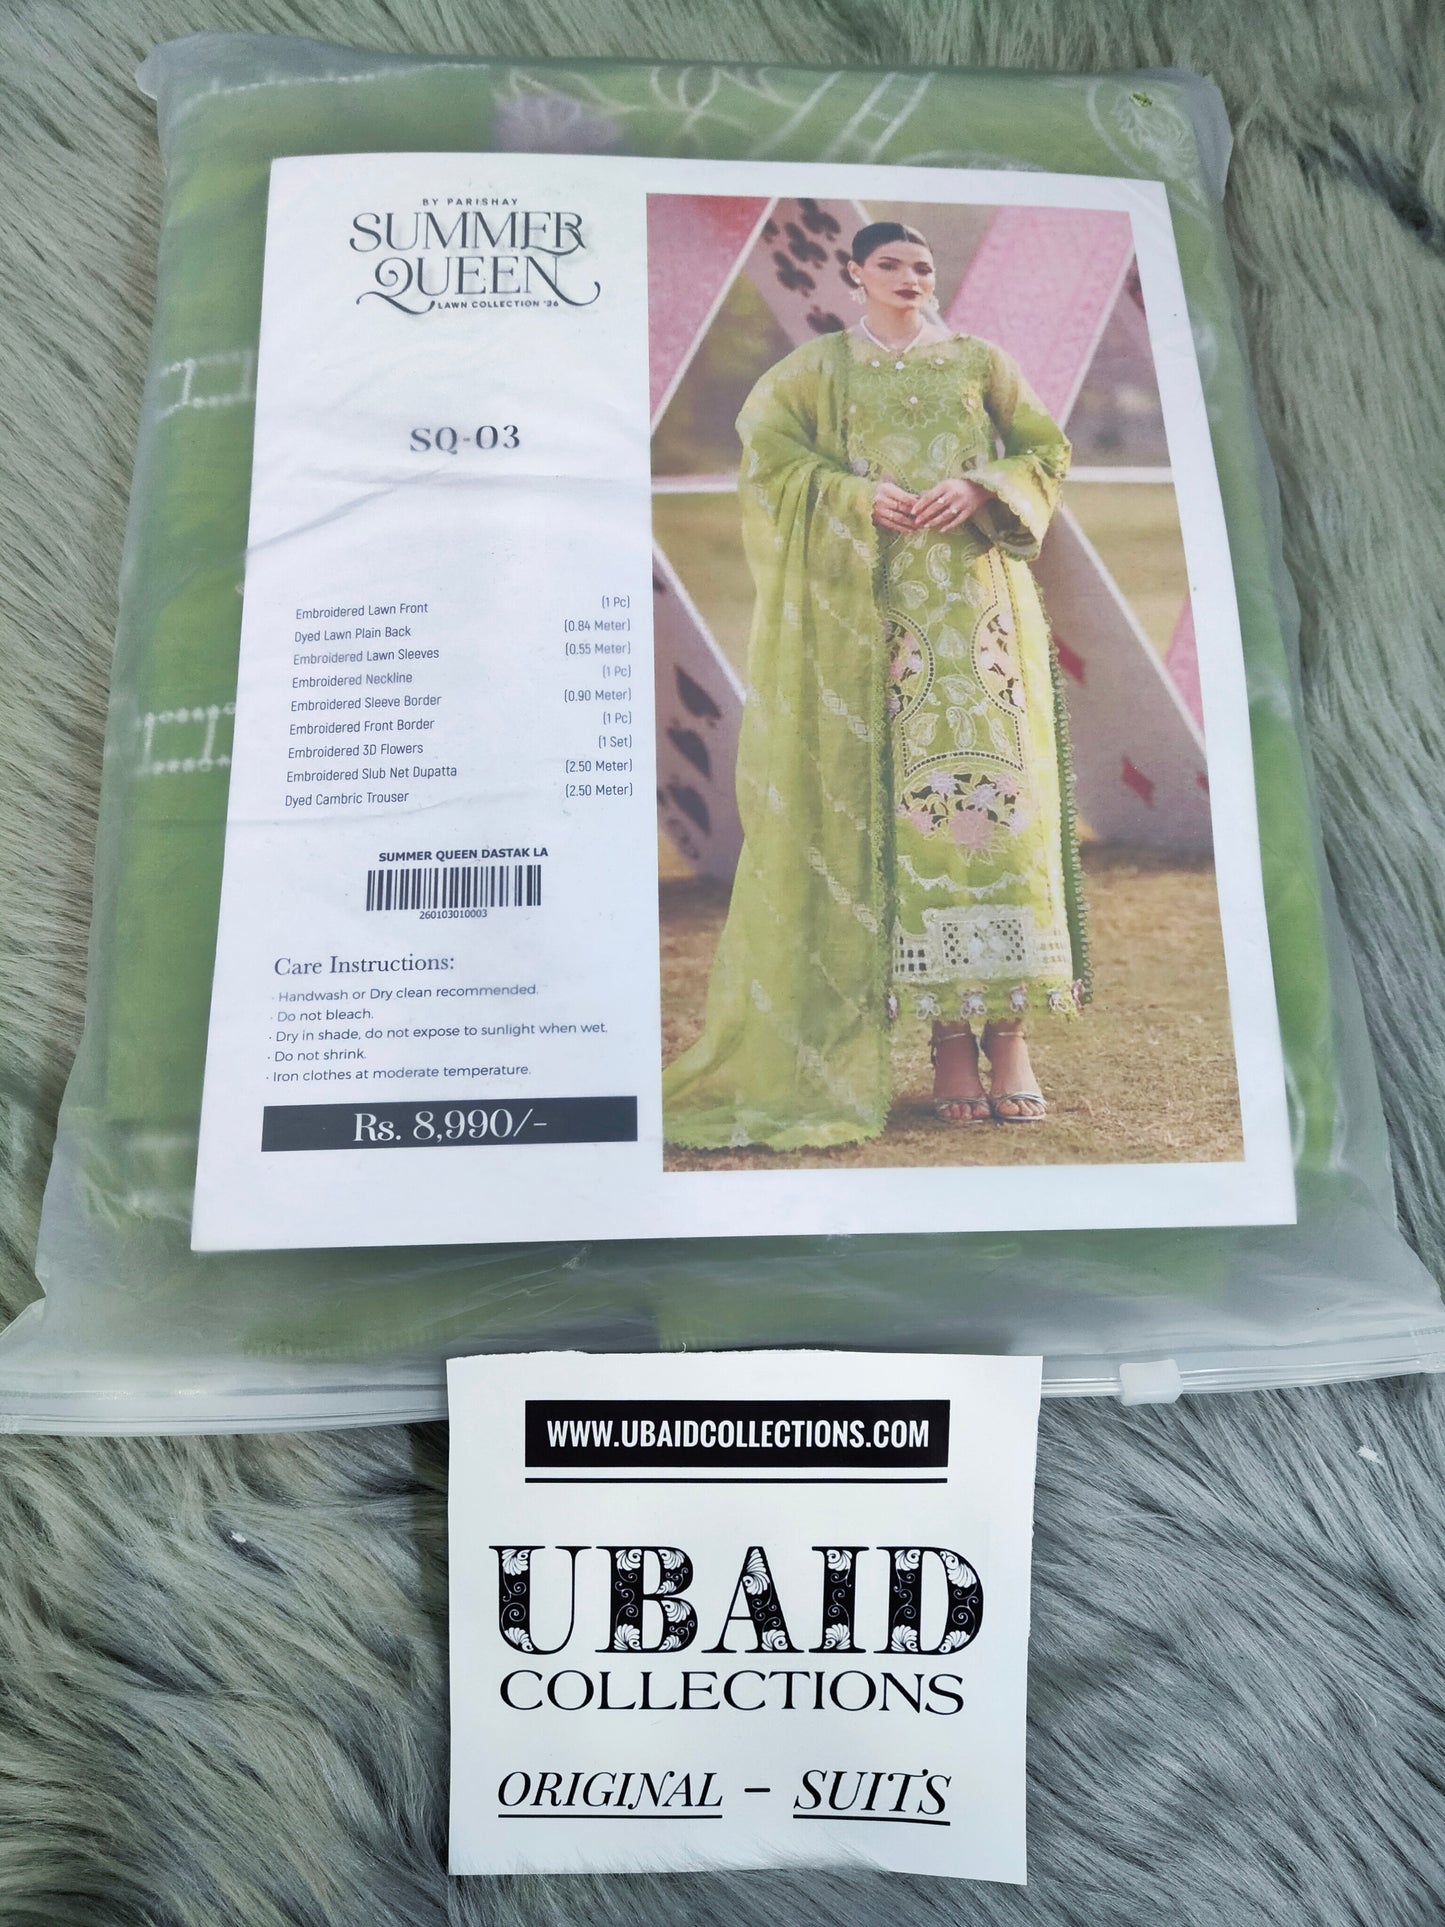 BY PARISHAY
SUMMER
QUEEN
LAWN COLLECTION '26
SQ-03
Embroidered Lawn Front (1 Pc)
Dyed Lawn Plain Back (0.84 Meter)
Embroidered Lawn Sleeves (0.55 Meter)
Embroidered Neckline (1 Pc)
Embroidered Sleeve Border (0.90 Meter)
Embroidered Front Border (1 Pc)
Embroidered 3D Flowers (1 Set)
Embroidered Slub Net Dupatta (2.50 Meter)
Dyed Cambric Trouser (2.50 Meter)
SUMMER QUEEN DASTAK LA
260103010003
Care Instructions:
· Handwash or Dry clean recommended.
· Do not bleach.
· Dry in shade, do not expose to sunlight when wet.
· Do not shrink.
· Iron clothes at moderate temperature.
Rs. 8,990/-
WWW.UBAIDCOLLECTIONS.COM
UBAID
COLLECTIONS
ORIGINAL – SUITS